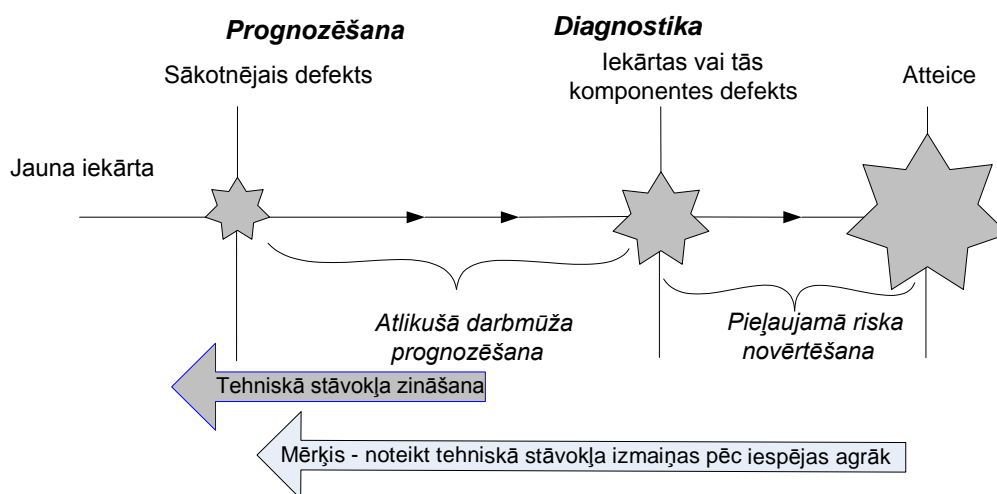 Prognozēšana
Diagnostika
Sākotnējais defekts
Iekārtas vai tās
komponentes defekts
Atteice
Jauna iekārta
Atlikušā darbmūža
prognozēšana
Pieļaujamā riska
novērtēšana
Tehniskā stāvokļa zināšana
Mērķis - noteikt tehniskā stāvokļa izmaiņas pēc iespējas agrāk